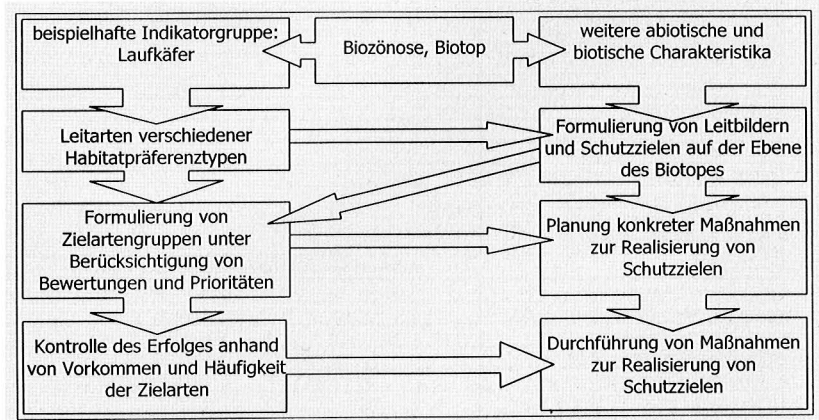 beispielhafte Indikatorgruppe:
Laufkäfer
Biozönose, Biotop
weitere abiotische und
biotische Charakteristika
Leitarten verschiedener
Habitatpräferenztypen
Formulierung von Leitbildern
und Schutzzielen auf der Ebene
des Biotopes
Formulierung von
Zielartengruppen unter
Berücksichtigung von
Bewertungen und Prioritäten
Planung konkreter Maßnahmen
zur Realisierung von
Schutzzielen
Kontrolle des Erfolges anhand
von Vorkommen und Häufigkeit
der Zielarten
Durchführung von Maßnahmen
zur Realisierung von
Schutzzielen